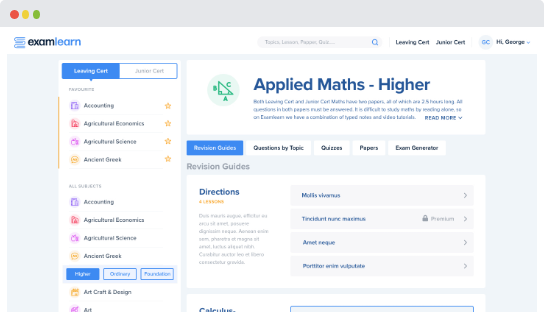 examlearn
Topics, Lesson, Paper, Quiz...
Leaving Cert
Junior Cert
GC
Hi, George
Leaving Cert
Junior Cert
FAVOURITES
Accounting
Agricultural Economics
Agricultural Science
Ancient Greek
ALL SUBJECTS
Accounting
Agricultural Economics
Agricultural Science
Ancient Greek
Higher
Ordinary
Foundation
Art Craft & Design
Art
B
C
A
Applied Maths - Higher
Both Leaving Cert and Junior Cert Maths have two papers, all of which are 2.5 hours long. All
questions in both papers must be answered. It is difficult to study maths by reading alone, so
on Examlearn we have a combination of typed notes and video tutorials.
READ MORE
Revision Guides
Questions by Topic
Quizzes
Papers
Exam Generator
Revision Guides
Directions
4 LESSONS
Duis mauris augue, efficitur eu
arcu sit amet, posuere
dignissim neque. Aenean enim
sem, pharetra et magna sit
amet, luctus aliquet nibh.
Curabitur auctor leo et libero
consectetur gravida.
Mollis vivamus
Tincidunt nunc maximus
Premium
Amet neque
Porttitor enim vulputate
Calculus-